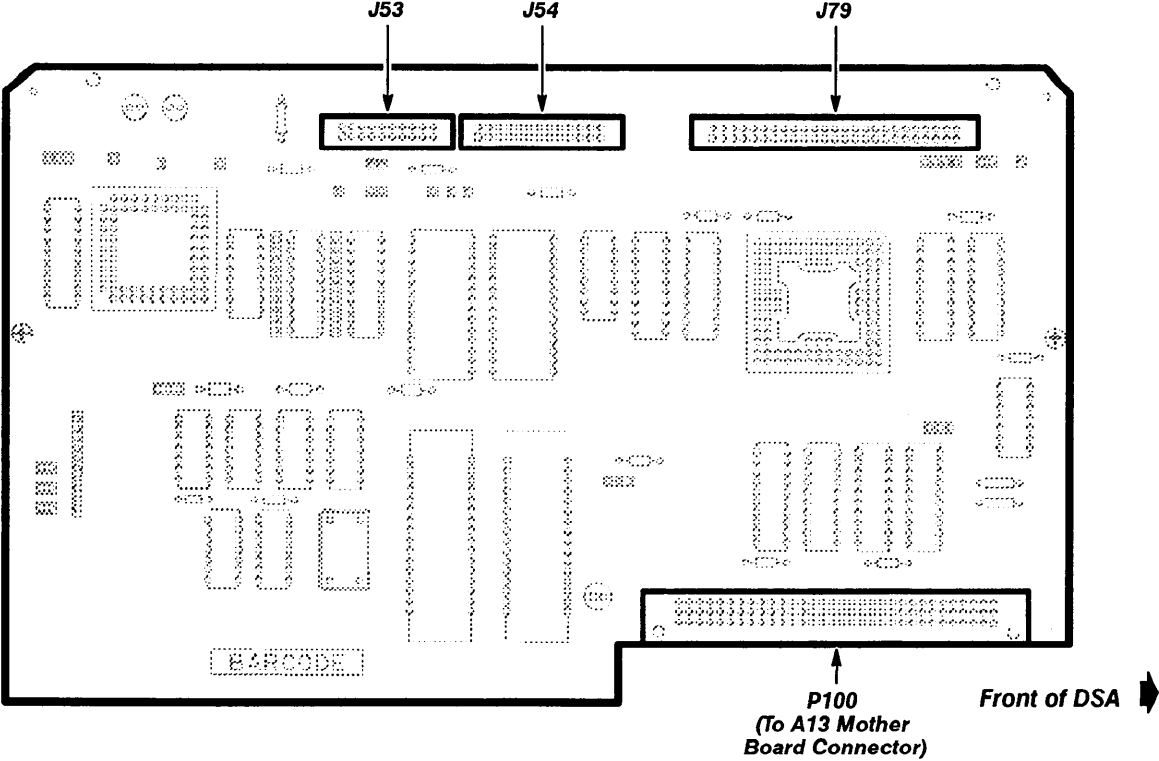 J53
J54
J79
BARCODE
P100
(To A13 Mother
Board Connector)
Front of DSA